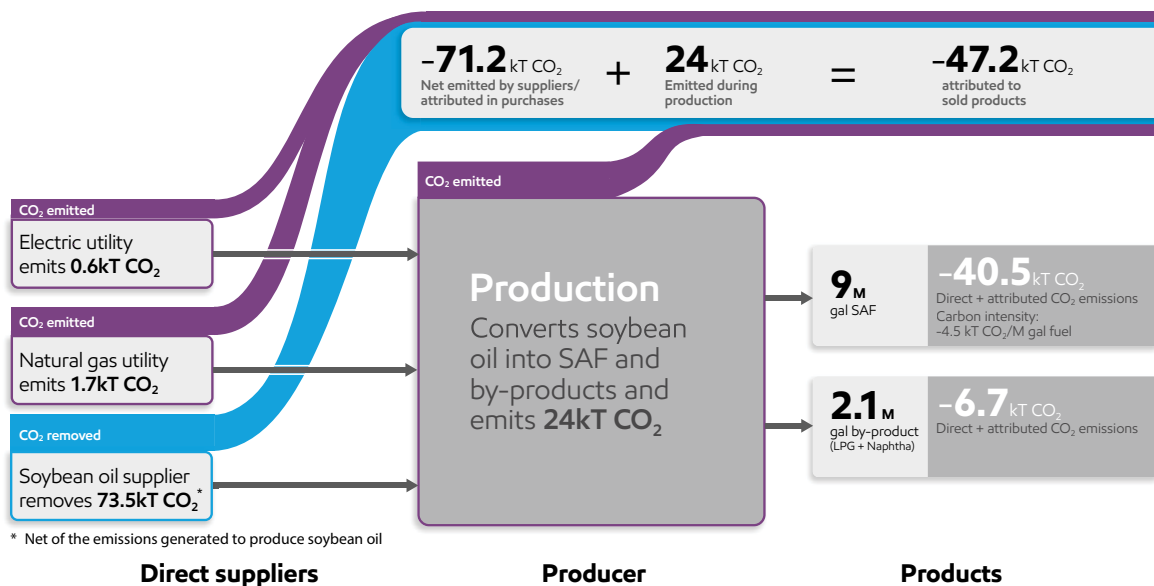 −71.2 kT CO₂
Net emitted by suppliers/
attributed in purchases
+
24 kT CO₂
Emitted during
production
=
−47.2 kT CO₂
attributed to
sold products
CO₂ emitted
Electric utility
emits 0.6kT CO₂
CO₂ emitted
Natural gas utility
emits 1.7kT CO₂
CO₂ removed
Soybean oil supplier
removes 73.5kT CO₂*
* Net of the emissions generated to produce soybean oil
CO₂ emitted
Production
Converts soybean
oil into SAF and
by-products and
emits 24kT CO₂
9 M
gal SAF
−40.5 kT CO₂
Direct + attributed CO₂ emissions
Carbon intensity:
-4.5 kT CO₂/M gal fuel
2.1 M
gal by-product
(LPG + Naphtha)
−6.7 kT CO₂
Direct + attributed CO₂ emissions
Direct suppliers
Producer
Products